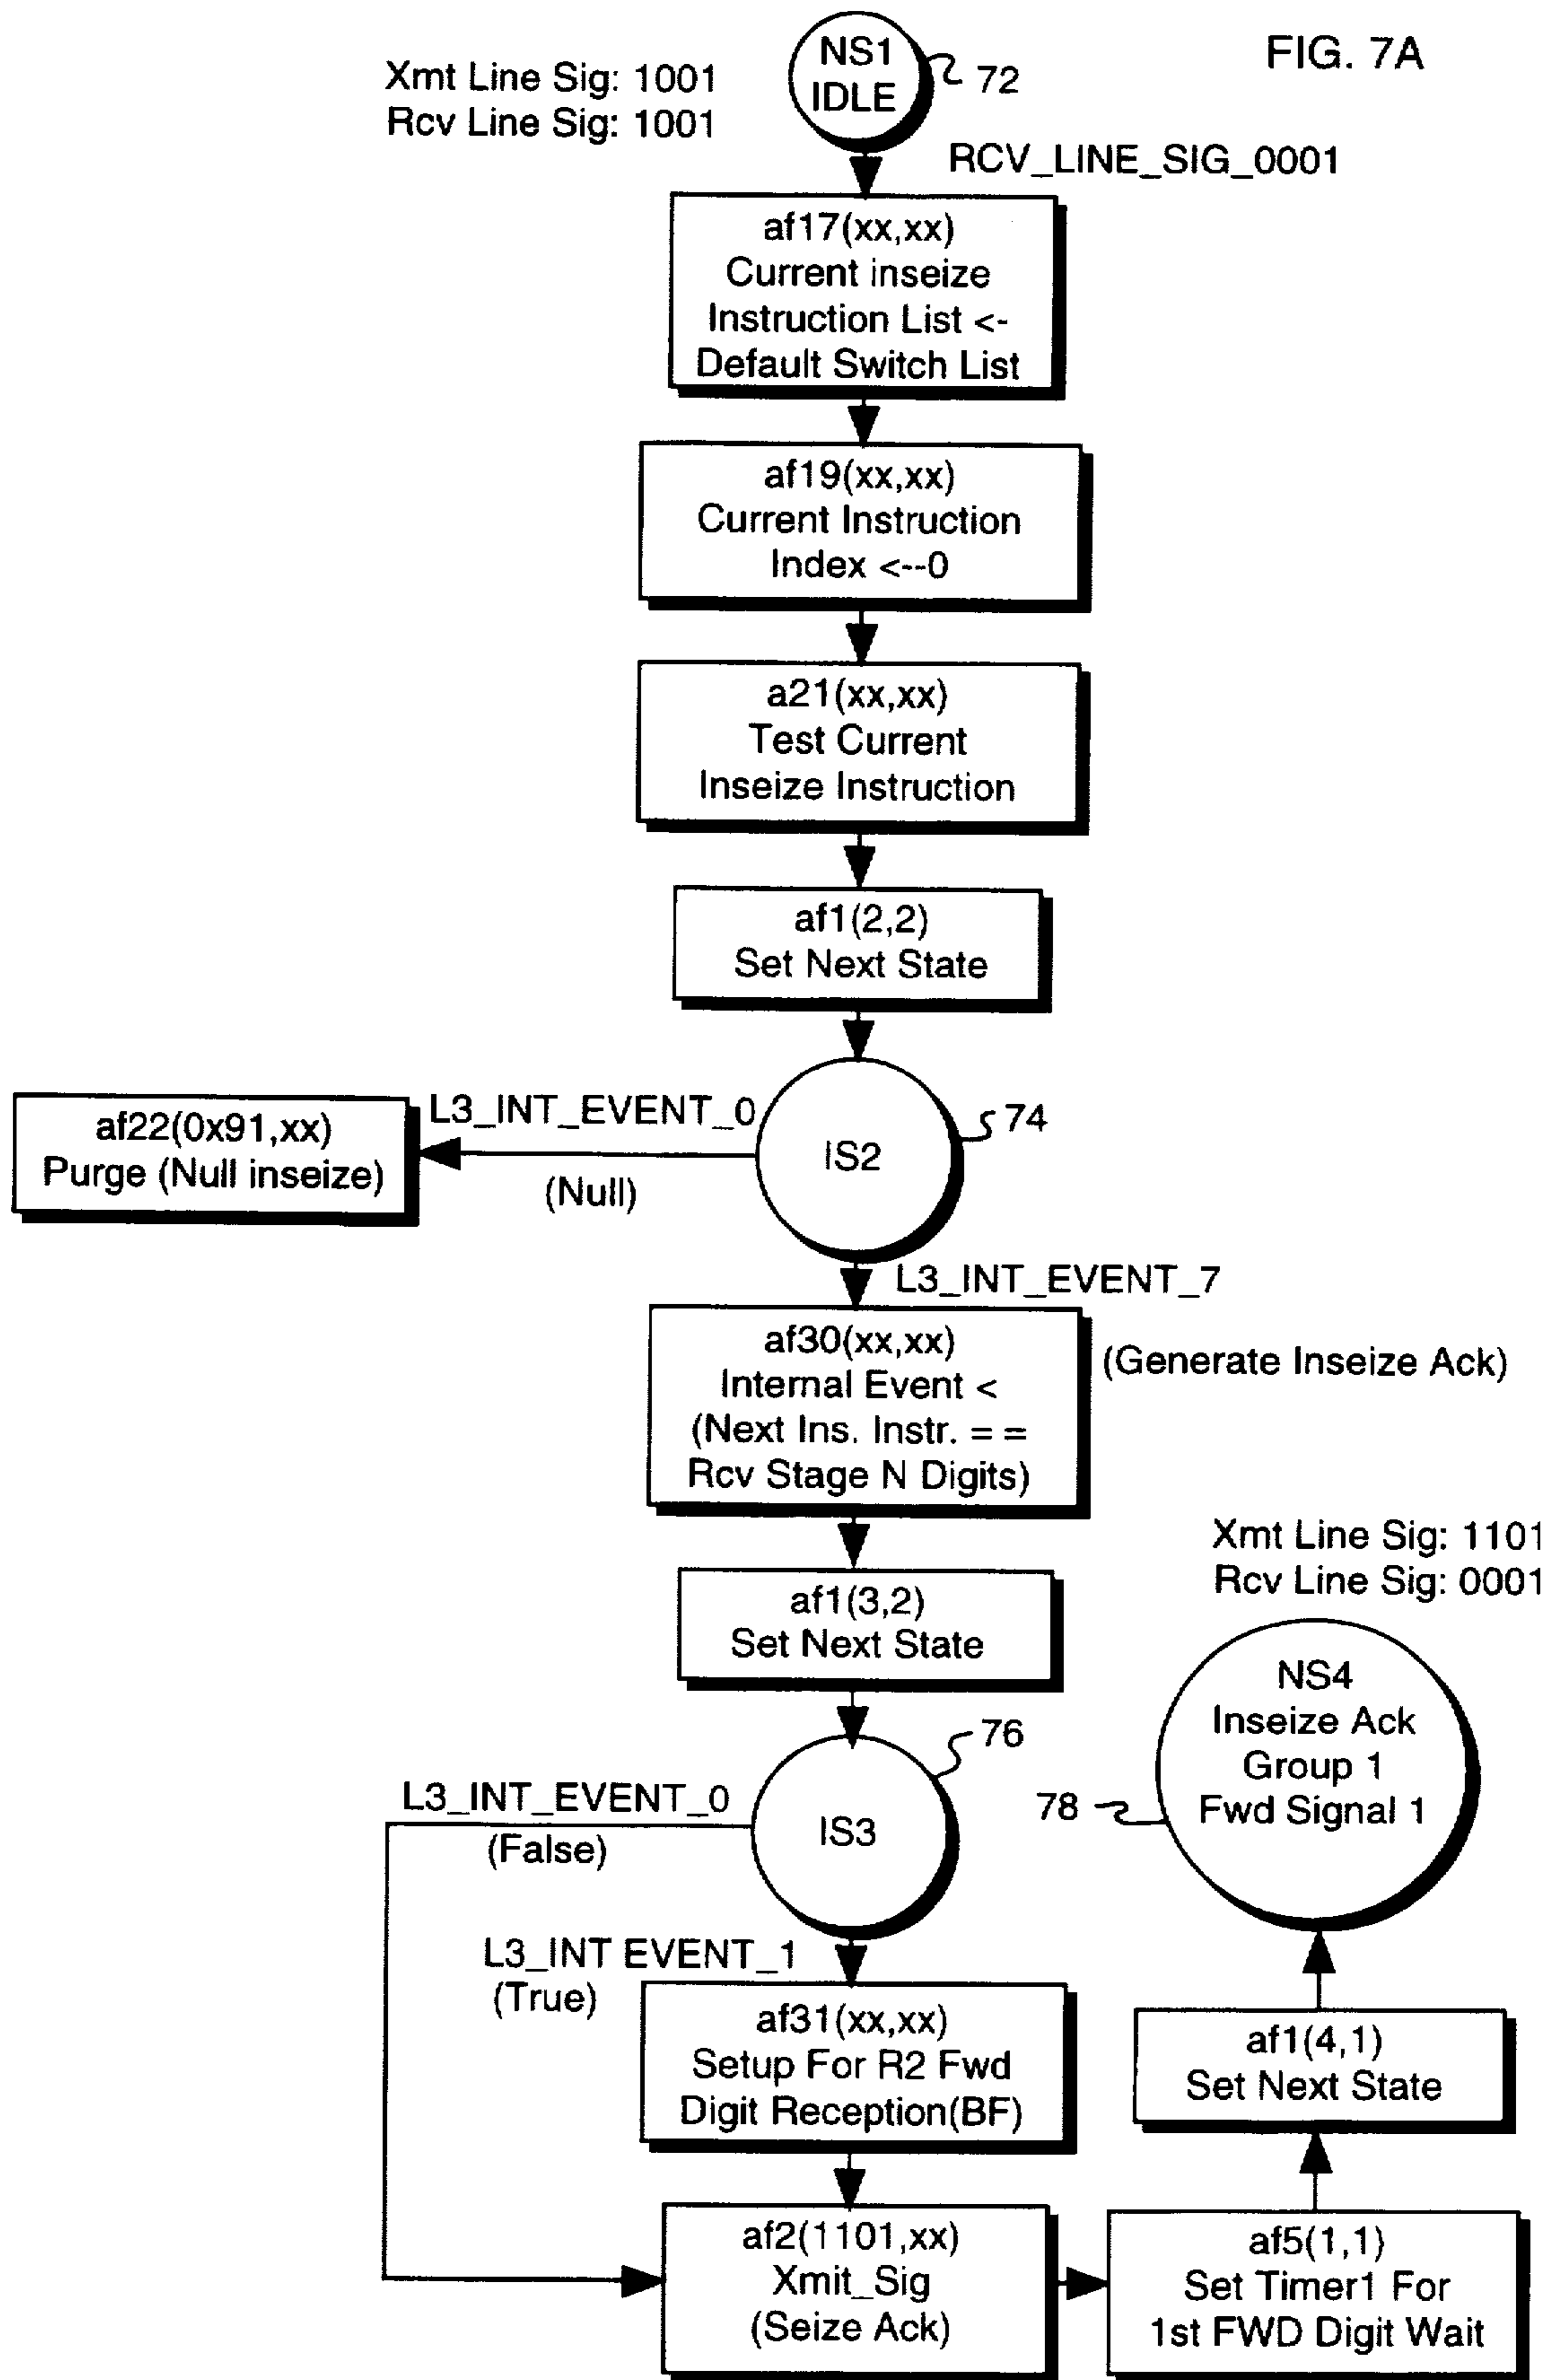 FIG. 7A
Xmt Line Sig: 1001
Rcv Line Sig: 1001
NS1
IDLE
72
RCV_LINE_SIG_0001
af17(xx,xx)
Current inseize
Instruction List <-
Default Switch List
af19(xx,xx)
Current Instruction
Index <--0
a21(xx,xx)
Test Current
Inseize Instruction
af1(2,2)
Set Next State
af22(0x91,xx)
Purge (Null inseize)
L3_INT_EVENT_0
(Null)
IS2
74
L3_INT_EVENT_7
af30(xx,xx)
Internal Event <
(Next Ins. Instr. = =
Rcv Stage N Digits)
(Generate Inseize Ack)
af1(3,2)
Set Next State
Xmt Line Sig: 1101
Rcv Line Sig: 0001
NS4
Inseize Ack
Group 1
Fwd Signal 1
78
76
L3_INT_EVENT_0
(False)
IS3
L3_INT EVENT_1
(True)
af31(xx,xx)
Setup For R2 Fwd
Digit Reception(BF)
af1(4,1)
Set Next State
af2(1101,xx)
Xmit_Sig
(Seize Ack)
af5(1,1)
Set Timer1 For
1st FWD Digit Wait